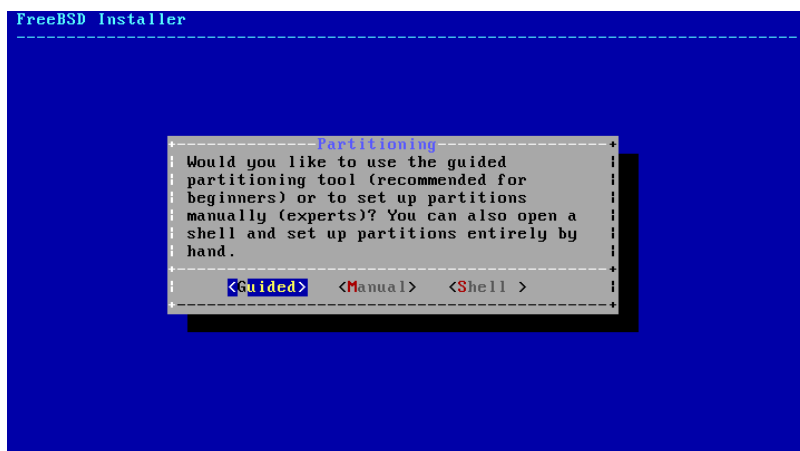 FreeBSD Installer
Partitioning
Would you like to use the guided
partitioning tool (recommended for
beginners) or to set up partitions
manually (experts)? You can also open a
shell and set up partitions entirely by
hand.
<Guided> <Manual> <Shell >